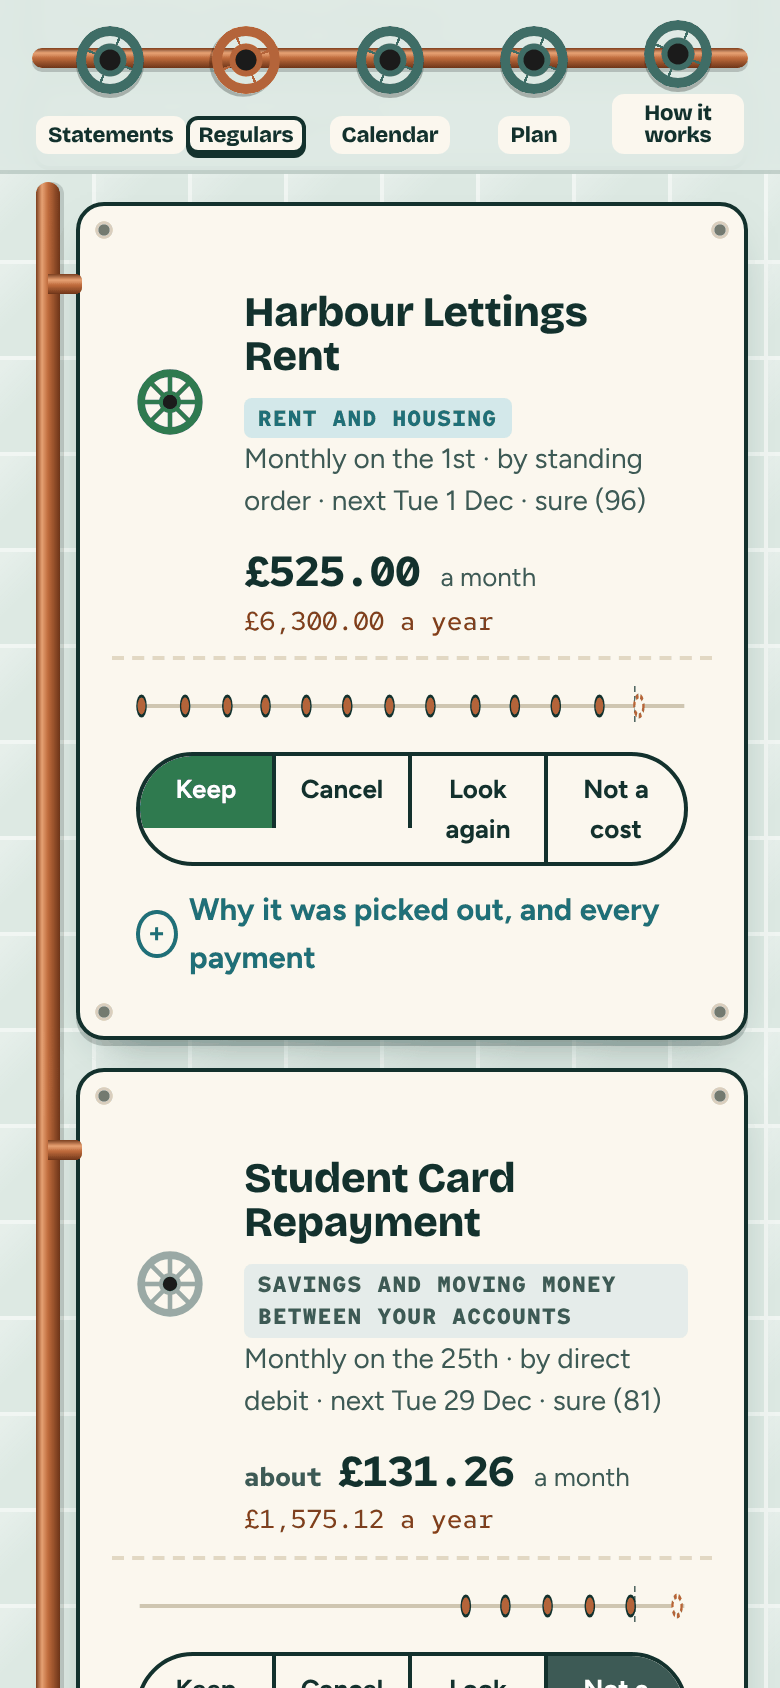 Statements
Regulars
Calendar
Plan
How it
works
Harbour Lettings
Rent
RENT AND HOUSING
Monthly on the 1st · by standing
order · next Tue 1 Dec · sure (96)
£525.00 a month
£6,300.00 a year
Keep
Cancel
Look
again
Not a
cost
+ Why it was picked out, and every
payment
Student Card
Repayment
SAVINGS AND MOVING MONEY
BETWEEN YOUR ACCOUNTS
Monthly on the 25th · by direct
debit · next Tue 29 Dec · sure (81)
about £131.26 a month
£1,575.12 a year
Keep
Cancel
Look
Not a